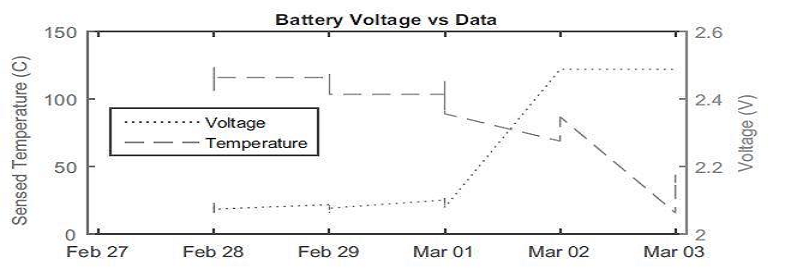 Battery Voltage vs Data
150
100
50
0
Sensed Temperature (C)
2.6
2.4
2.2
2
Voltage (V)
Voltage
Temperature
Feb 27 Feb 28 Feb 29 Mar 01 Mar 02 Mar 03